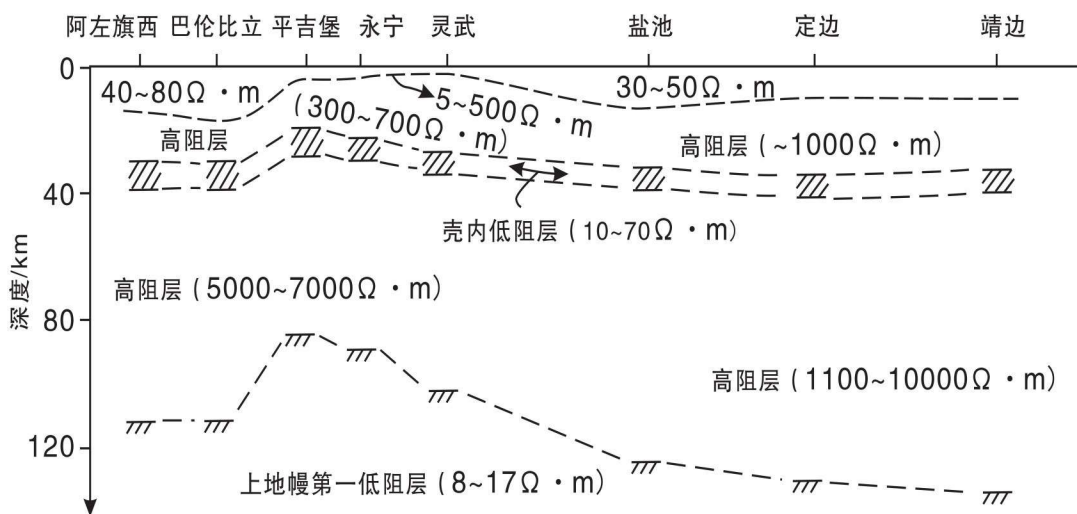 阿左旗西 巴伦比立 平吉堡 永宁 灵武 盐池 定边 靖边
0
40~80Ω·m
5~500Ω·m
30~50Ω·m
(300~700Ω·m)
高阻层
高阻层(~1000Ω·m)
40
壳内低阻层(10~70Ω·m)
高阻层(5000~7000Ω·m)
深度/km
80
高阻层(1100~10000Ω·m)
120
上地幔第一低阻层(8~17Ω·m)